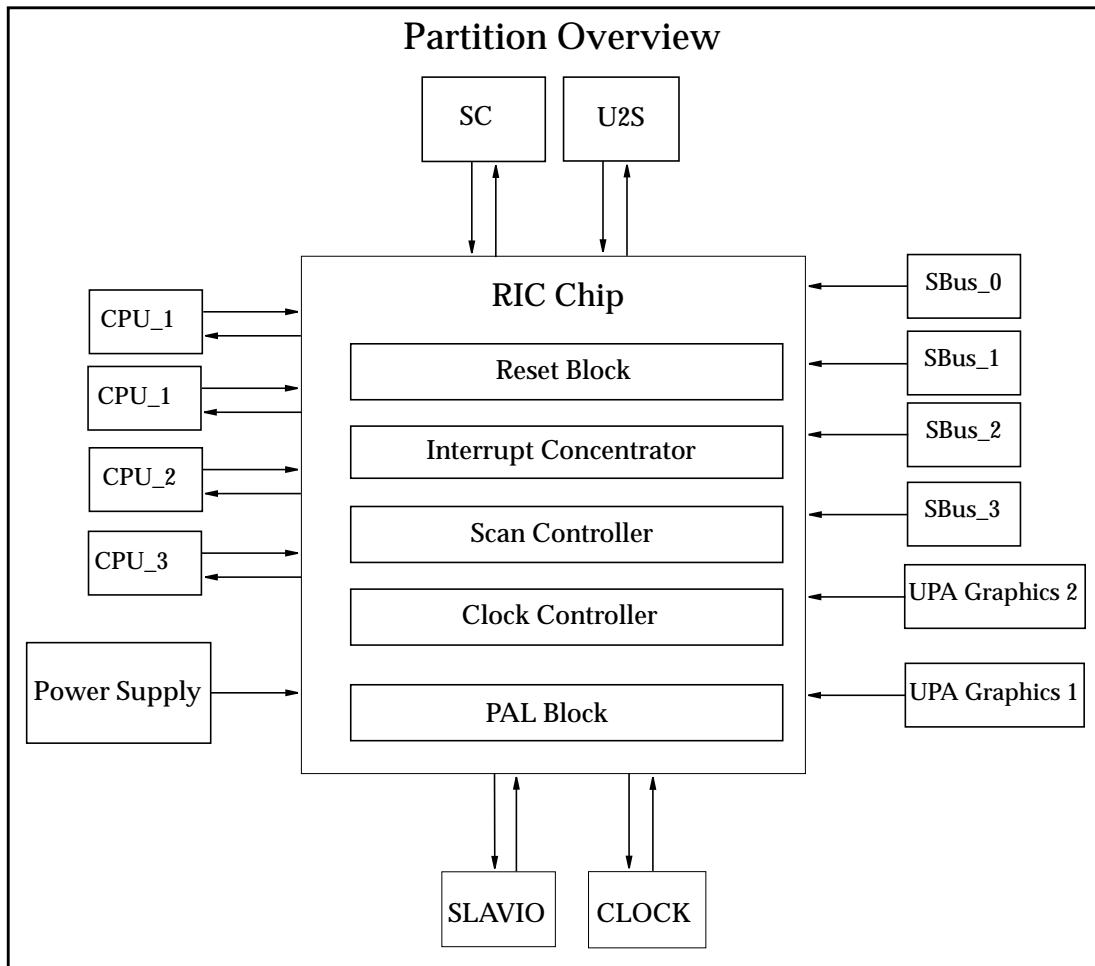 Partition Overview
SC
U2S
RIC Chip
CPU_1
CPU_1
CPU_2
CPU_3
Power Supply
Reset Block
Interrupt Concentrator
Scan Controller
Clock Controller
PAL Block
SBus_0
SBus_1
SBus_2
SBus_3
UPA Graphics 2
UPA Graphics 1
SLAVIO
CLOCK